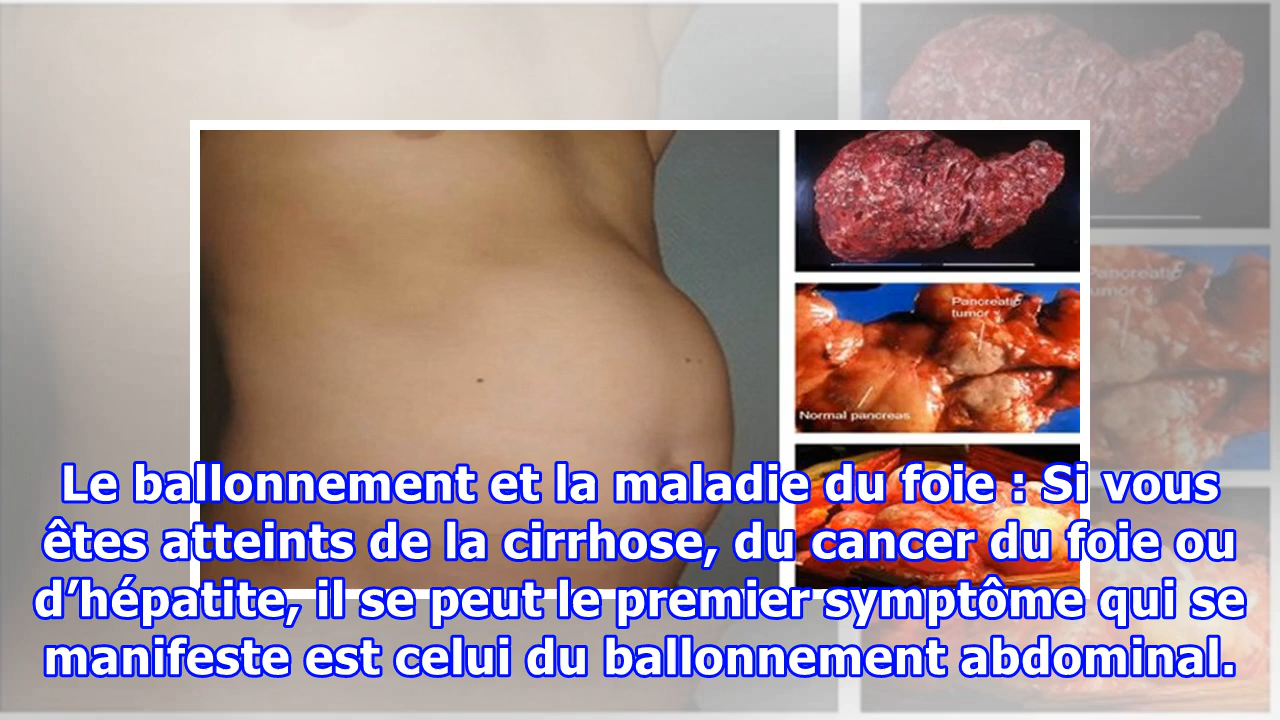 Pancreatic
tumor
Normal pancreas
Pancreatic
tumor
Le ballonnement et la maladie du foie : Si vous
êtes atteints de la cirrhose, du cancer du foie ou
d’hépatite, il se peut le premier symptôme qui se
manifeste est celui du ballonnement abdominal.